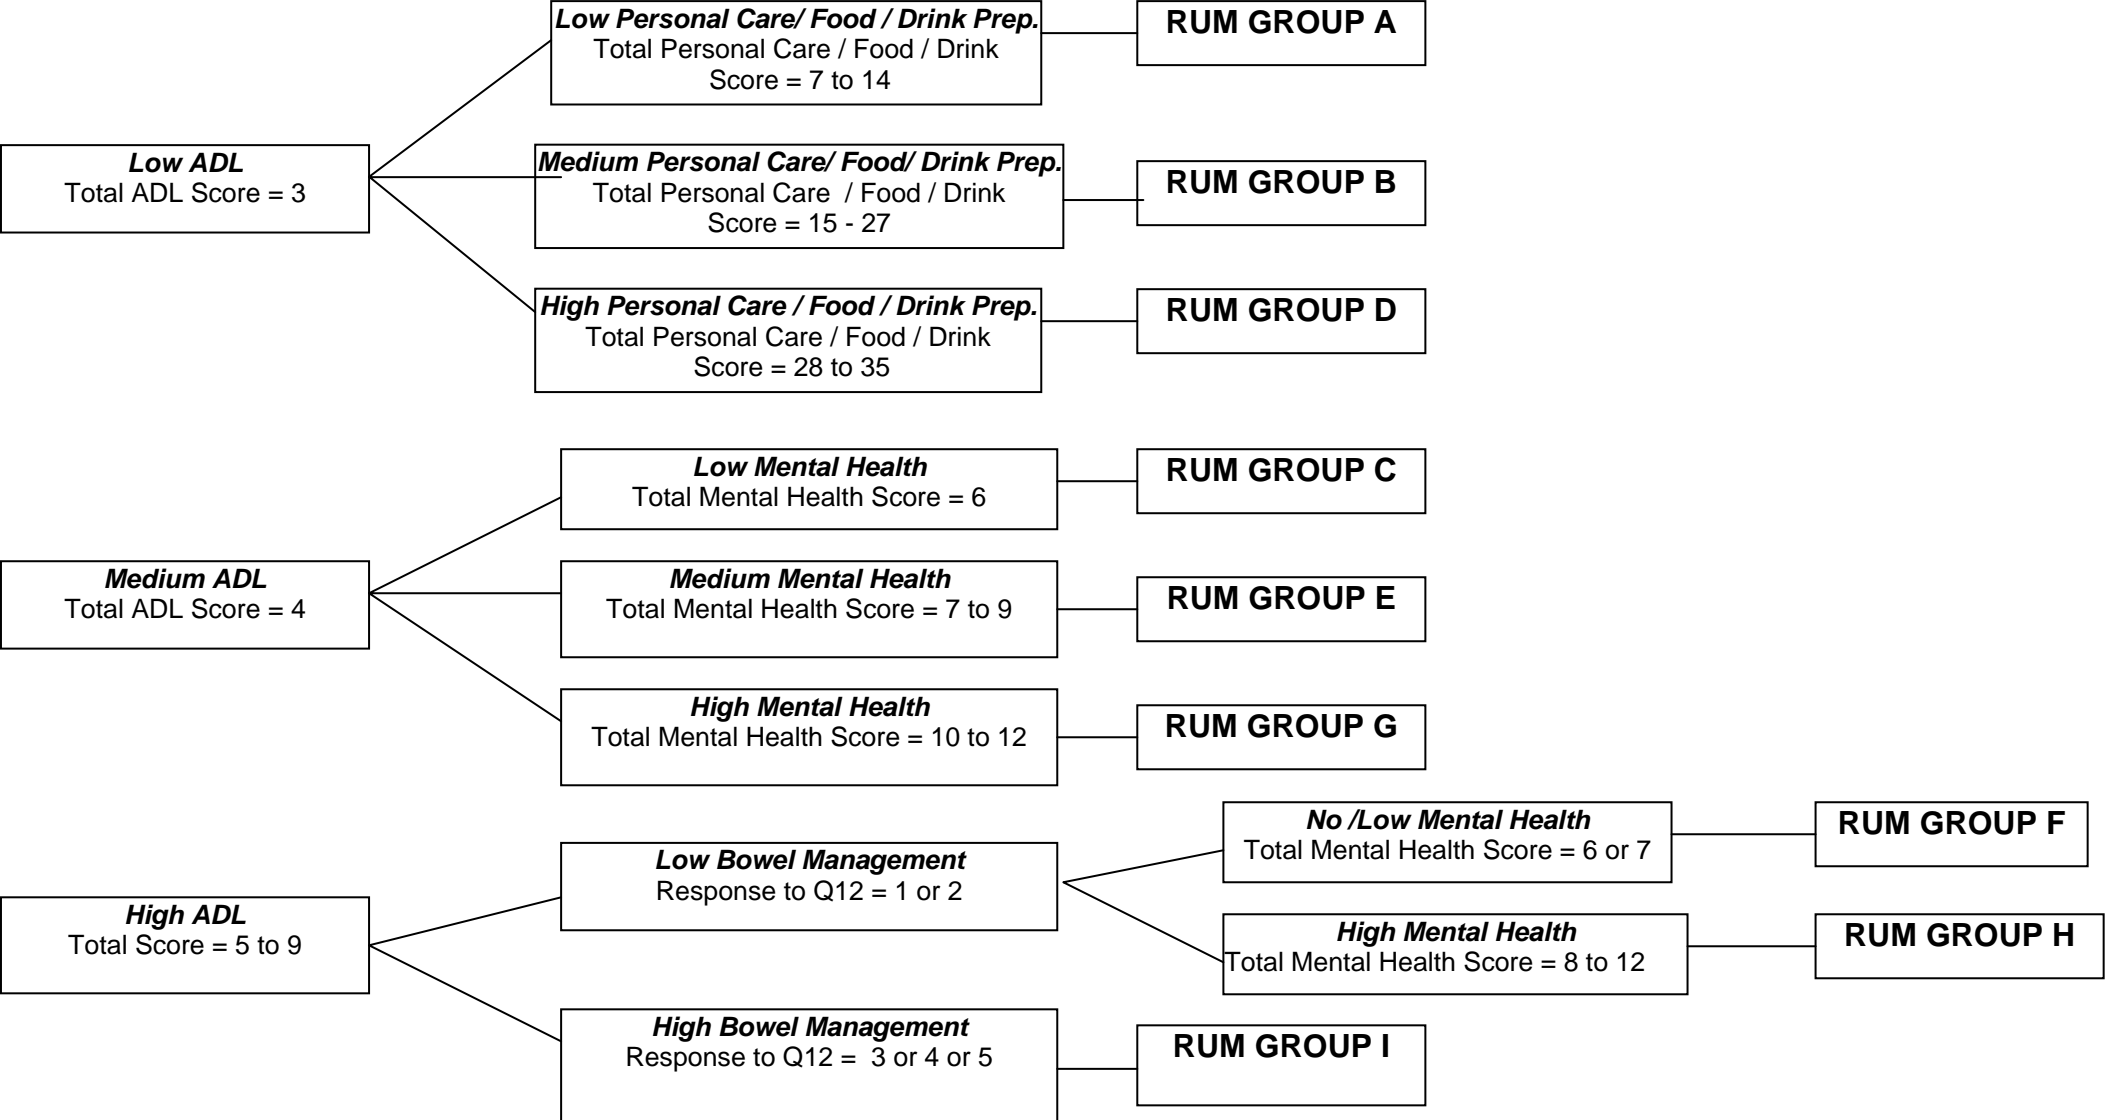 Low Personal Care/ Food / Drink Prep.
Total Personal Care / Food / Drink
Score = 7 to 14
RUM GROUP A
Low ADL
Total ADL Score = 3
Medium Personal Care/ Food/ Drink Prep.
Total Personal Care  / Food / Drink
Score = 15 - 27
RUM GROUP B
High Personal Care / Food / Drink Prep.
Total Personal Care / Food / Drink
Score = 28 to 35
RUM GROUP D
Low Mental Health
Total Mental Health Score = 6
RUM GROUP C
Medium ADL
Total ADL Score = 4
Medium Mental Health
Total Mental Health Score = 7 to 9
RUM GROUP E
High Mental Health
Total Mental Health Score = 10 to 12
RUM GROUP G
High ADL
Total Score = 5 to 9
Low Bowel Management
Response to Q12 = 1 or 2
No /Low Mental Health
Total Mental Health Score = 6 or 7
RUM GROUP F
High Mental Health
Total Mental Health Score = 8 to 12
RUM GROUP H
High Bowel Management
Response to Q12 =  3 or 4 or 5
RUM GROUP I